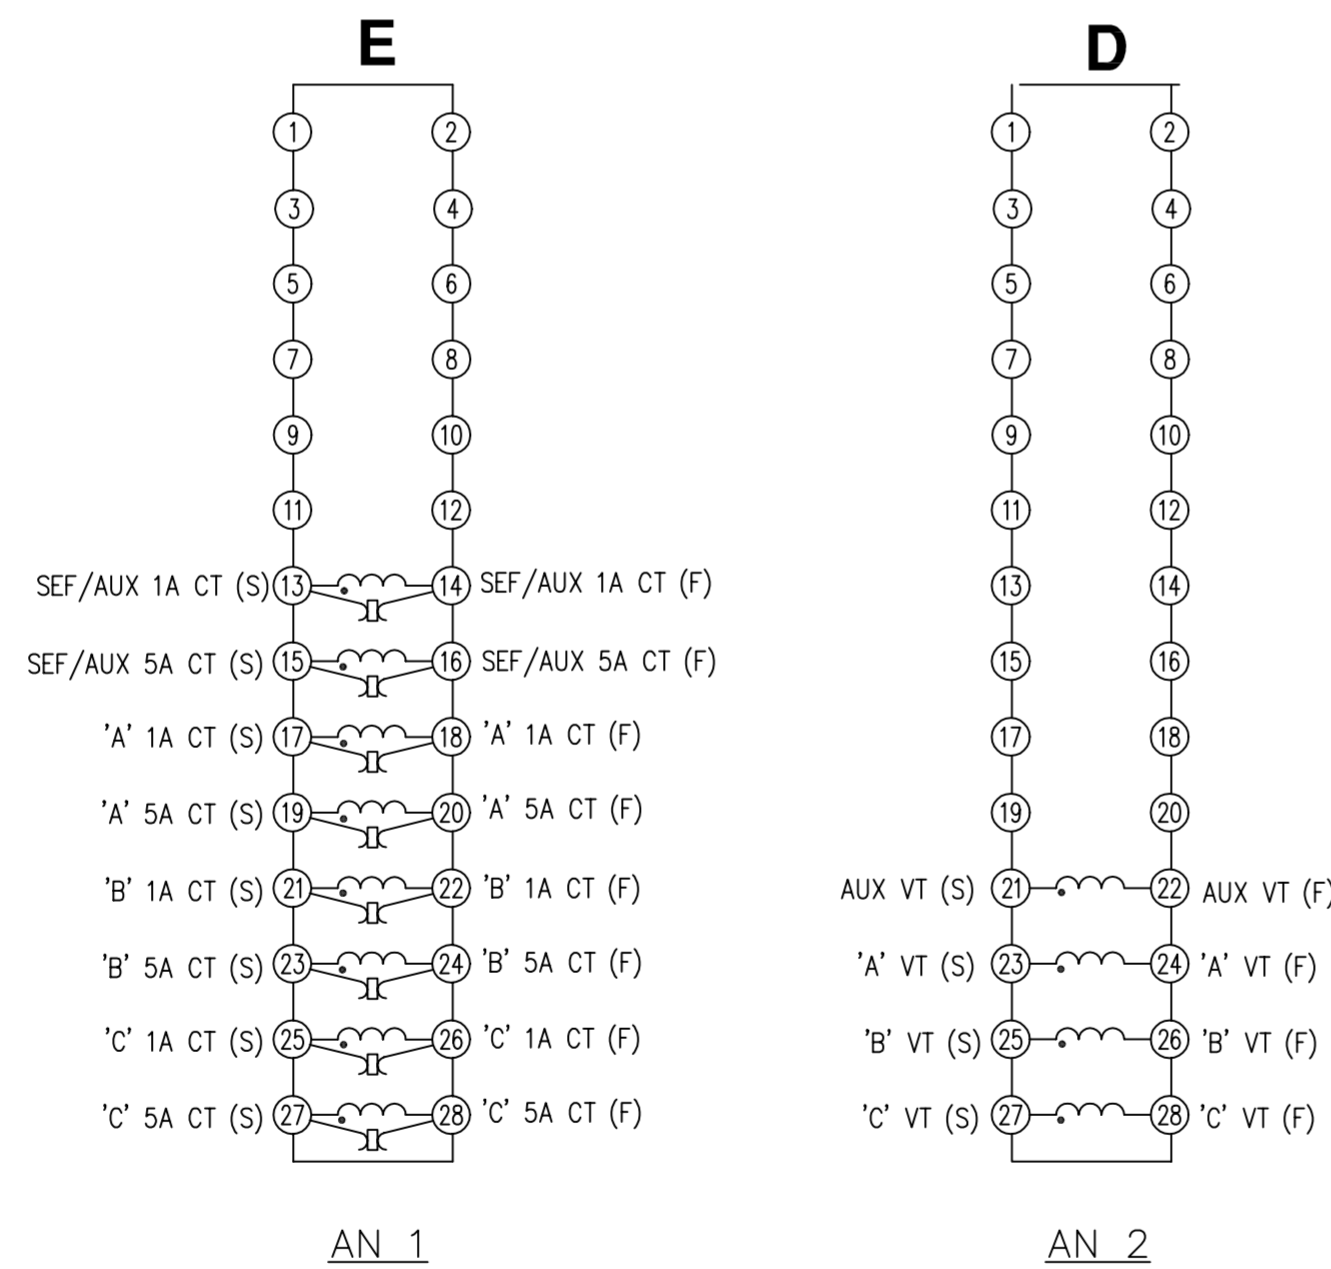 E D
1 2 1 2
3 4 3 4
5 6 5 6
7 8 7 8
9 10 9 10
11 12 11 12
SEF/AUX 1A CT (S) 13 14 SEF/AUX 1A CT (F) 13 14
SEF/AUX 5A CT (S) 15 16 SEF/AUX 5A CT (F) 15 16
'A' 1A CT (S) 17 18 'A' 1A CT (F) 17 18
'A' 5A CT (S) 19 20 'A' 5A CT (F) 19 20
'B' 1A CT (S) 21 22 'B' 1A CT (F) AUX VT (S) 21 22 AUX VT (F)
'B' 5A CT (S) 23 24 'B' 5A CT (F) 'A' VT (S) 23 24 'A' VT (F)
'C' 1A CT (S) 25 26 'C' 1A CT (F) 'B' VT (S) 25 26 'B' VT (F)
'C' 5A CT (S) 27 28 'C' 5A CT (F) 'C' VT (S) 27 28 'C' VT (F)
AN 1 AN 2